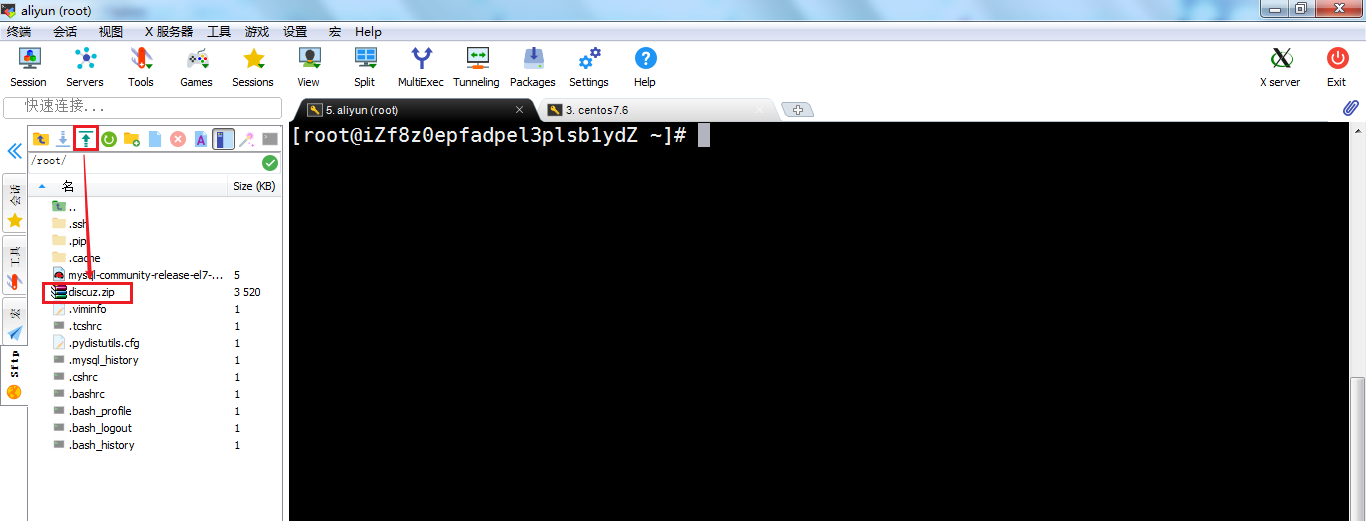 aliyun (root)
终端 会话 视图 X 服务器 工具 游戏 设置 宏 Help
Session Servers Tools Games Sessions View Split MultiExec Tunneling Packages Settings Help X server Exit
快速连接...
5. aliyun (root) 3. centos7.6
/root/
名 Size (KB)
..
.ssh
.pip
.cache
mysql-community-release-el7-... 5
discuz.zip 3 520
.viminfo 1
.tcshrc 1
.pydistutils.cfg 1
.mysql_history 1
.cshrc 1
.bashrc 1
.bash_profile 1
.bash_logout 1
.bash_history 1
会话
工具
宏
Sftp
[root@iZf8z0epfadpel3plsb1ydZ ~]#